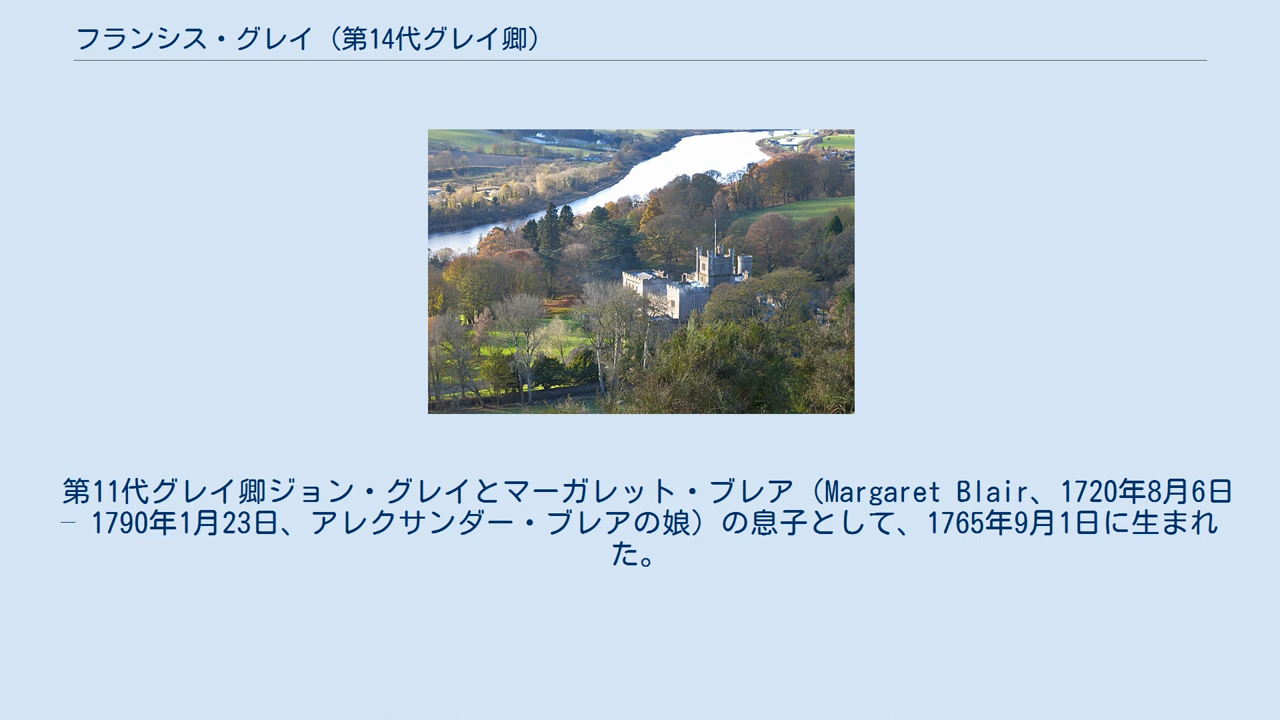 フランシス・グレイ（第14代グレイ卿）
第11代グレイ卿ジョン・グレイとマーガレット・ブレア（Margaret Blair、1720年8月6日
– 1790年1月23日、アレクサンダー・ブレアの娘）の息子として、1765年9月1日に生まれ
た。